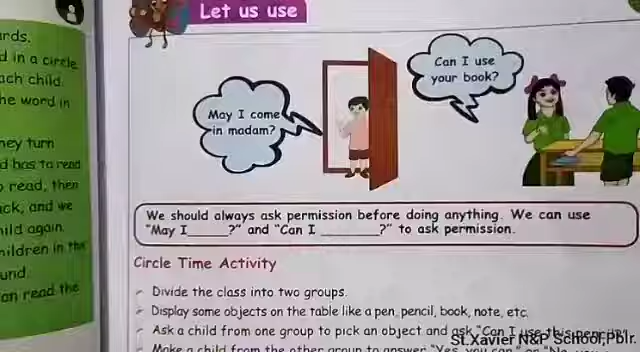 Let us use
rds.
d in a circle
ach child.
he word in
hey turn
d has to read
read, then
ck, and we
hild again.
hildren in the
und.
an read the
May I come
in madam?
Can I use
your book?
We should always ask permission before doing anything. We can use
"May I_____?" and "Can I ________?" to ask permission.
Circle Time Activity
Divide the class into two groups.
Display some objects on the table like a pen, pencil, book, note, etc.
Ask a child from one group to pick an object and ask "Can I use this pencil?"
Make a child from the other group to answer "Yes, you can" or "No
St.Xavier N&P School,Pblr.